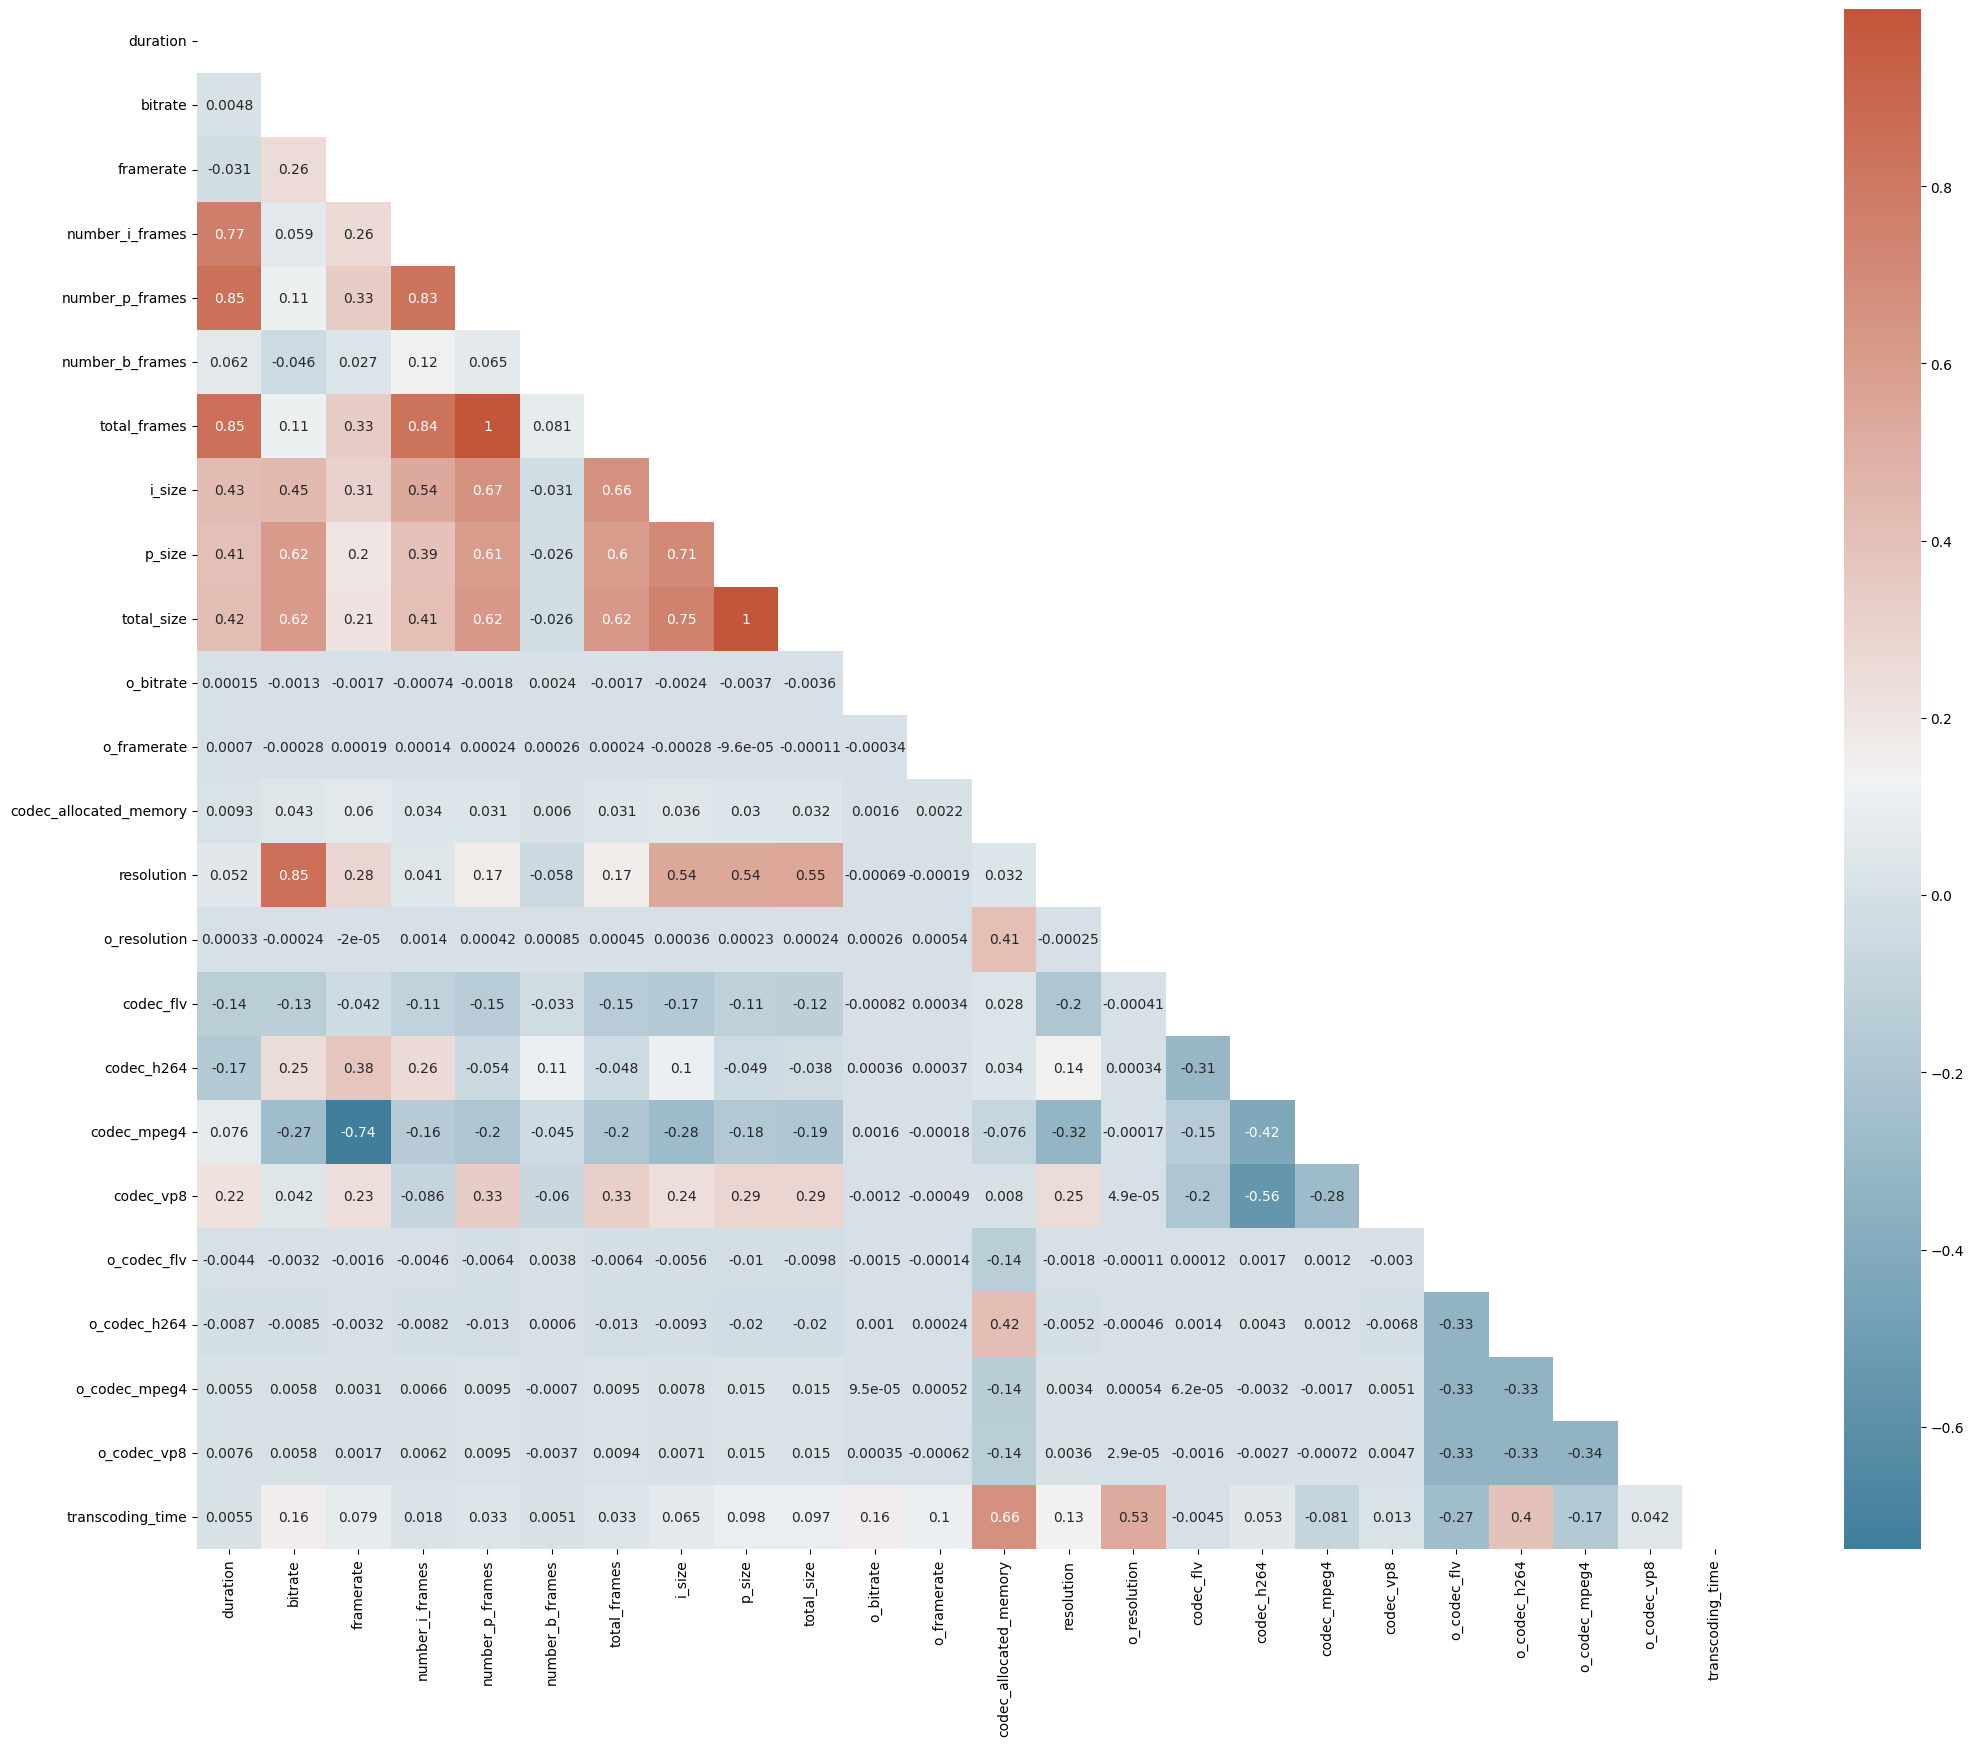 duration
bitrate 0.0048
framerate -0.031 0.26
number_i_frames 0.77 0.059 0.26
number_p_frames 0.85 0.11 0.33 0.83
number_b_frames 0.062 -0.046 0.027 0.12 0.065
total_frames 0.85 0.11 0.33 0.84 1 0.081
i_size 0.43 0.45 0.31 0.54 0.67 -0.031 0.66
p_size 0.41 0.62 0.2 0.39 0.61 -0.026 0.6 0.71
total_size 0.42 0.62 0.21 0.41 0.62 -0.026 0.62 0.75 1
o_bitrate 0.00015 -0.0013 -0.0017 -0.00074 -0.0018 0.0024 -0.0017 -0.0024 -0.0037 -0.0036
o_framerate 0.0007 -0.00028 0.00019 0.00014 0.00024 0.00026 0.00024 -0.00028 -9.6e-05 -0.00011 -0.00034
codec_allocated_memory 0.0093 0.043 0.06 0.034 0.031 0.006 0.031 0.036 0.03 0.032 0.0016 0.0022
resolution 0.052 0.85 0.28 0.041 0.17 -0.058 0.17 0.54 0.54 0.55 -0.00069 -0.00019 0.032
o_resolution 0.00033 -0.00024 -2e-05 0.0014 0.00042 0.00085 0.00045 0.00036 0.00023 0.00024 0.00026 0.00054 0.41 -0.00025
codec_flv -0.14 -0.13 -0.042 -0.11 -0.15 -0.033 -0.15 -0.17 -0.11 -0.12 -0.00082 0.00034 0.028 -0.2 -0.00041
codec_h264 -0.17 0.25 0.38 0.26 -0.054 0.11 -0.048 0.1 -0.049 -0.038 0.00036 0.00037 0.034 0.14 0.00034 -0.31
codec_mpeg4 0.076 -0.27 -0.74 -0.16 -0.2 -0.045 -0.2 -0.28 -0.18 -0.19 0.0016 -0.00018 -0.076 -0.32 -0.00017 -0.15 -0.42
codec_vp8 0.22 0.042 0.23 -0.086 0.33 -0.06 0.33 0.24 0.29 0.29 -0.0012 -0.00049 0.008 0.25 4.9e-05 -0.2 -0.56 -0.28
o_codec_flv -0.0044 -0.0032 -0.0016 -0.0046 -0.0064 0.0038 -0.0064 -0.0056 -0.01 -0.0098 -0.0015 -0.00014 -0.14 -0.0018 -0.00011 0.00012 0.0017 0.0012 -0.003
o_codec_h264 -0.0087 -0.0085 -0.0032 -0.0082 -0.013 0.0006 -0.013 -0.0093 -0.02 -0.02 0.001 0.00024 0.42 -0.0052 -0.00046 0.0014 0.0043 0.0012 -0.0068 -0.33
o_codec_mpeg4 0.0055 0.0058 0.0031 0.0066 0.0095 -0.0007 0.0095 0.0078 0.015 0.015 9.5e-05 0.00052 -0.14 0.0034 0.00054 6.2e-05 -0.0032 -0.0017 0.0051 -0.33 -0.33
o_codec_vp8 0.0076 0.0058 0.0017 0.0062 0.0095 -0.0037 0.0094 0.0071 0.015 0.015 0.00035 -0.00062 -0.14 0.0036 2.9e-05 -0.0016 -0.0027 -0.00072 0.0047 -0.33 -0.33 -0.34
transcoding_time 0.0055 0.16 0.079 0.018 0.033 0.0051 0.033 0.065 0.098 0.097 0.16 0.1 0.66 0.13 0.53 -0.0045 0.053 -0.081 0.013 -0.27 0.4 -0.17 0.042
duration
bitrate
framerate
number_i_frames
number_p_frames
number_b_frames
total_frames
i_size
p_size
total_size
o_bitrate
o_framerate
codec_allocated_memory
resolution
o_resolution
codec_flv
codec_h264
codec_mpeg4
codec_vp8
o_codec_flv
o_codec_h264
o_codec_mpeg4
o_codec_vp8
transcoding_time
0.8
0.6
0.4
0.2
0.0
−0.2
−0.4
−0.6